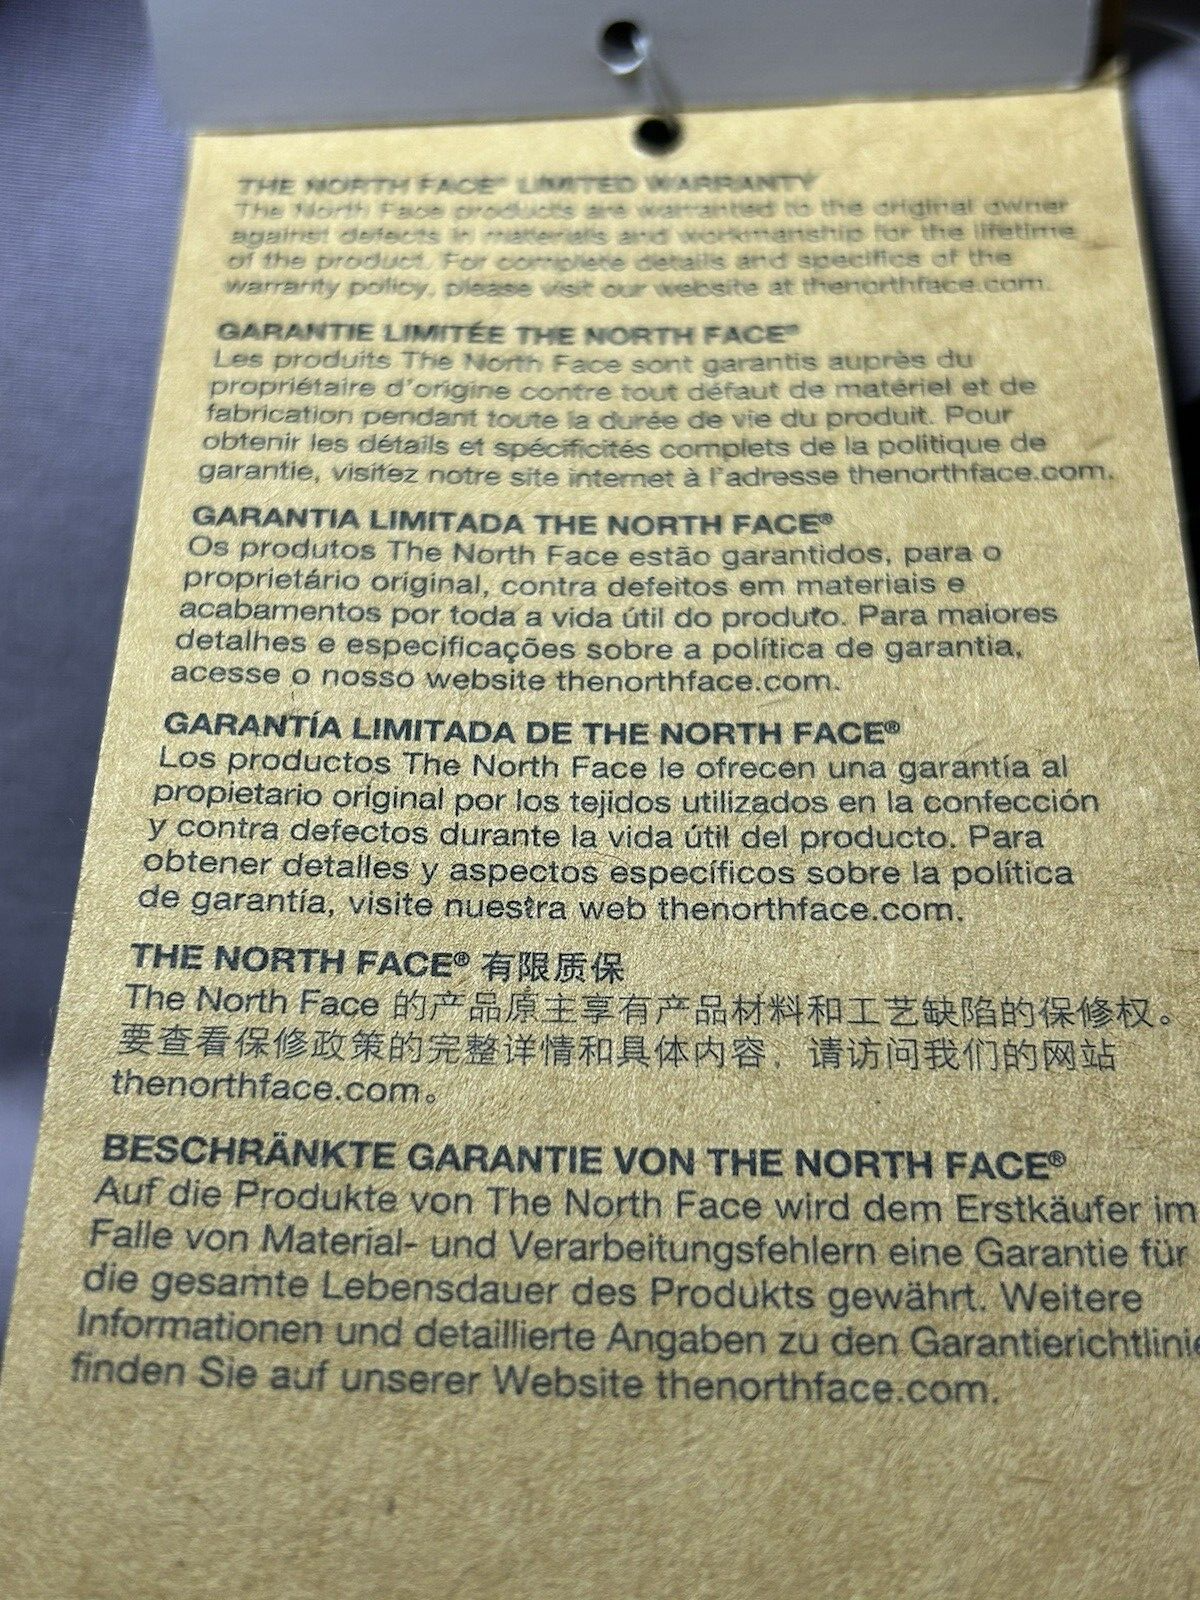 THE NORTH FACE® LIMITED WARRANTY
The North Face products are warranted to the original owner
against defects in materials and workmanship for the lifetime
of the product. For complete details and specifics of the
warranty policy, please visit our website at thenorthface.com.
GARANTIE LIMITÉE THE NORTH FACE®
Les produits The North Face sont garantis auprès du
propriétaire d'origine contre tout défaut de matériel et de
fabrication pendant toute la durée de vie du produit. Pour
obtenir les détails et spécificités complets de la politique de
garantie, visitez notre site internet à l'adresse thenorthface.com.
GARANTIA LIMITADA THE NORTH FACE®
Os produtos The North Face estão garantidos, para o
proprietário original, contra defeitos em materiais e
acabamentos por toda a vida útil do produto. Para maiores
detalhes e especificações sobre a política de garantia,
acesse o nosso website thenorthface.com.
GARANTÍA LIMITADA DE THE NORTH FACE®
Los productos The North Face le ofrecen una garantía al
propietario original por los tejidos utilizados en la confección
y contra defectos durante la vida útil del producto. Para
obtener detalles y aspectos específicos sobre la política
de garantía, visite nuestra web thenorthface.com.
THE NORTH FACE® 有限质保
The North Face 的产品原主享有产品材料和工艺缺陷的保修权。
要查看保修政策的完整详情和具体内容，请访问我们的网站
thenorthface.com。
BESCHRÄNKTE GARANTIE VON THE NORTH FACE®
Auf die Produkte von The North Face wird dem Erstkäufer im
Falle von Material- und Verarbeitungsfehlern eine Garantie für
die gesamte Lebensdauer des Produkts gewährt. Weitere
Informationen und detaillierte Angaben zu den
finden Sie auf unserer Website thenorthface.com.